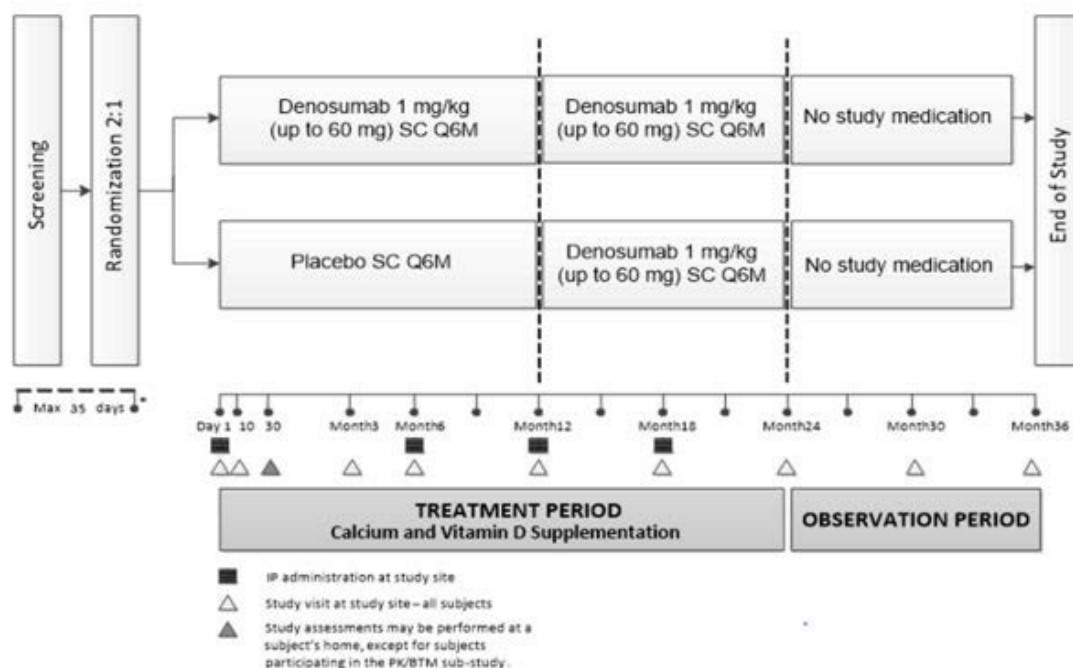 Screening
Randomization 2:1
Denosumab 1 mg/kg
(up to 60 mg) SC Q6M
Denosumab 1 mg/kg
(up to 60 mg) SC Q6M
No study medication
Placebo SC Q6M
Denosumab 1 mg/kg
(up to 60 mg) SC Q6M
No study medication
End of Study
Max 35 days *
Day 1 10 30 Month3 Month6 Month12 Month18 Month24 Month30 Month36
TREATMENT PERIOD
Calcium and Vitamin D Supplementation
OBSERVATION PERIOD
IP administration at study site
Study visit at study site – all subjects
Study assessments may be performed at a
subject's home, except for subjects
participating in the PK/BTM sub-study.